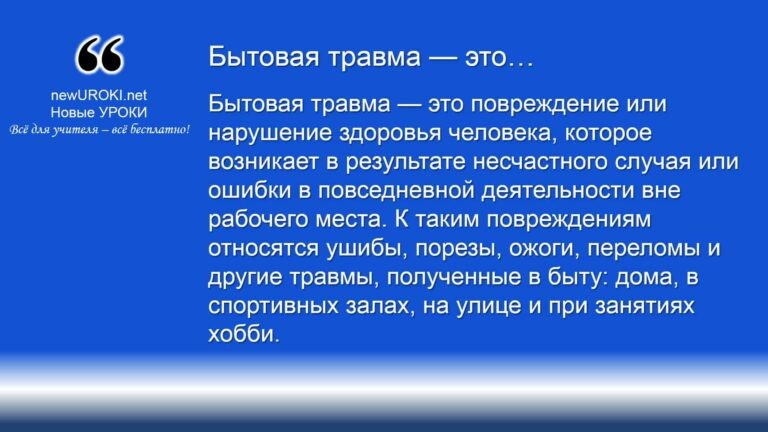 “
newUROKI.net
Новые УРОКИ
Всё для учителя – всё бесплатно!
Бытовая травма — это…
Бытовая травма — это повреждение или
нарушение здоровья человека, которое
возникает в результате несчастного случая или
ошибки в повседневной деятельности вне
рабочего места. К таким повреждениям
относятся ушибы, порезы, ожоги, переломы и
другие травмы, полученные в быту: дома, в
спортивных залах, на улице и при занятиях
хобби.